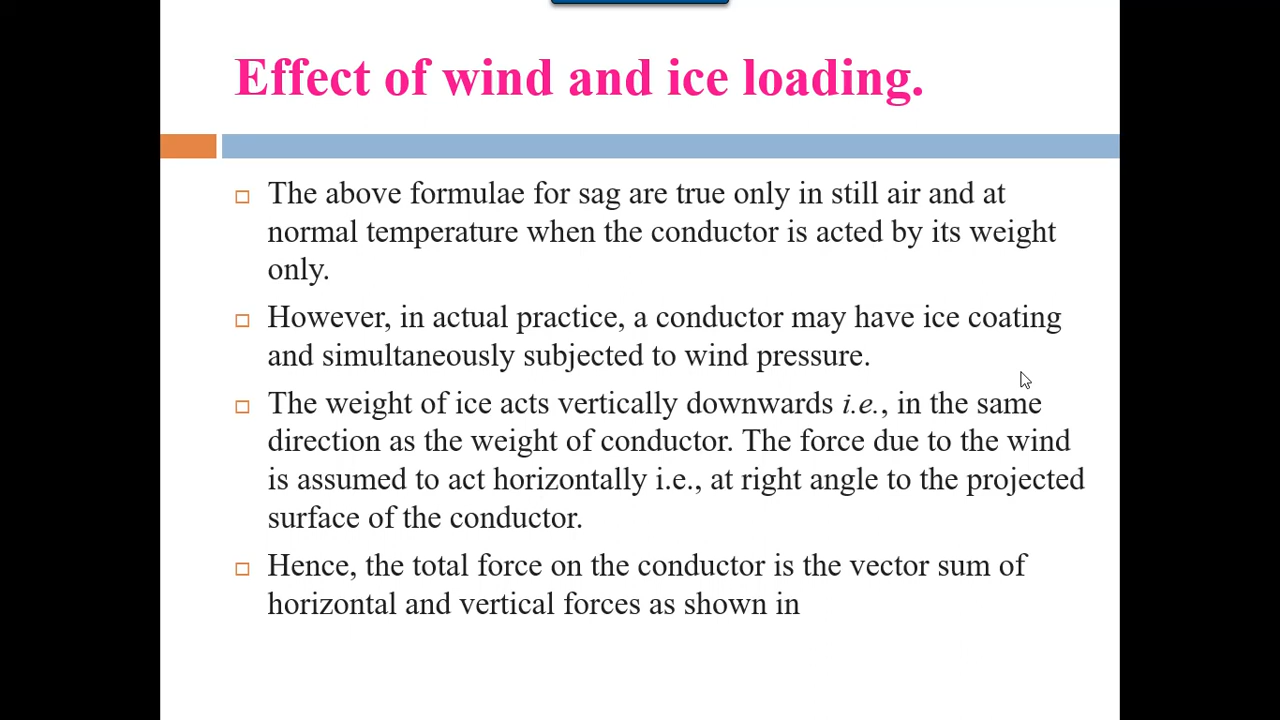 Effect of wind and ice loading.
The above formulae for sag are true only in still air and at
normal temperature when the conductor is acted by its weight
only.
However, in actual practice, a conductor may have ice coating
and simultaneously subjected to wind pressure.
The weight of ice acts vertically downwards i.e., in the same
direction as the weight of conductor. The force due to the wind
is assumed to act horizontally i.e., at right angle to the projected
surface of the conductor.
Hence, the total force on the conductor is the vector sum of
horizontal and vertical forces as shown in